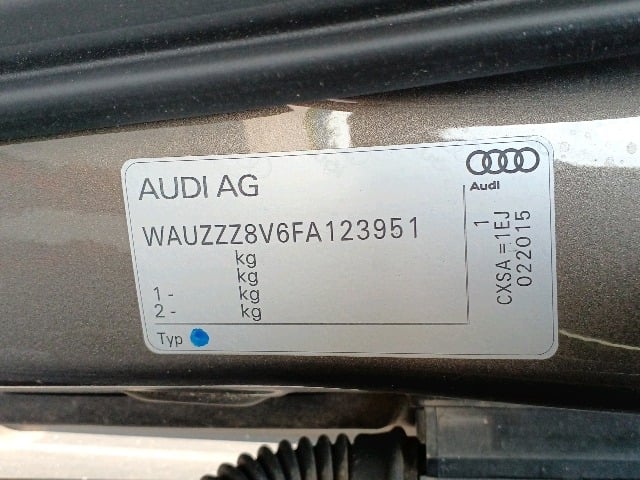 AUDI AG
Audi
WAUZZZ8V6FA123951
kg
kg
1 - kg
2 - kg
Typ
1
CXSA =1EJ
022015